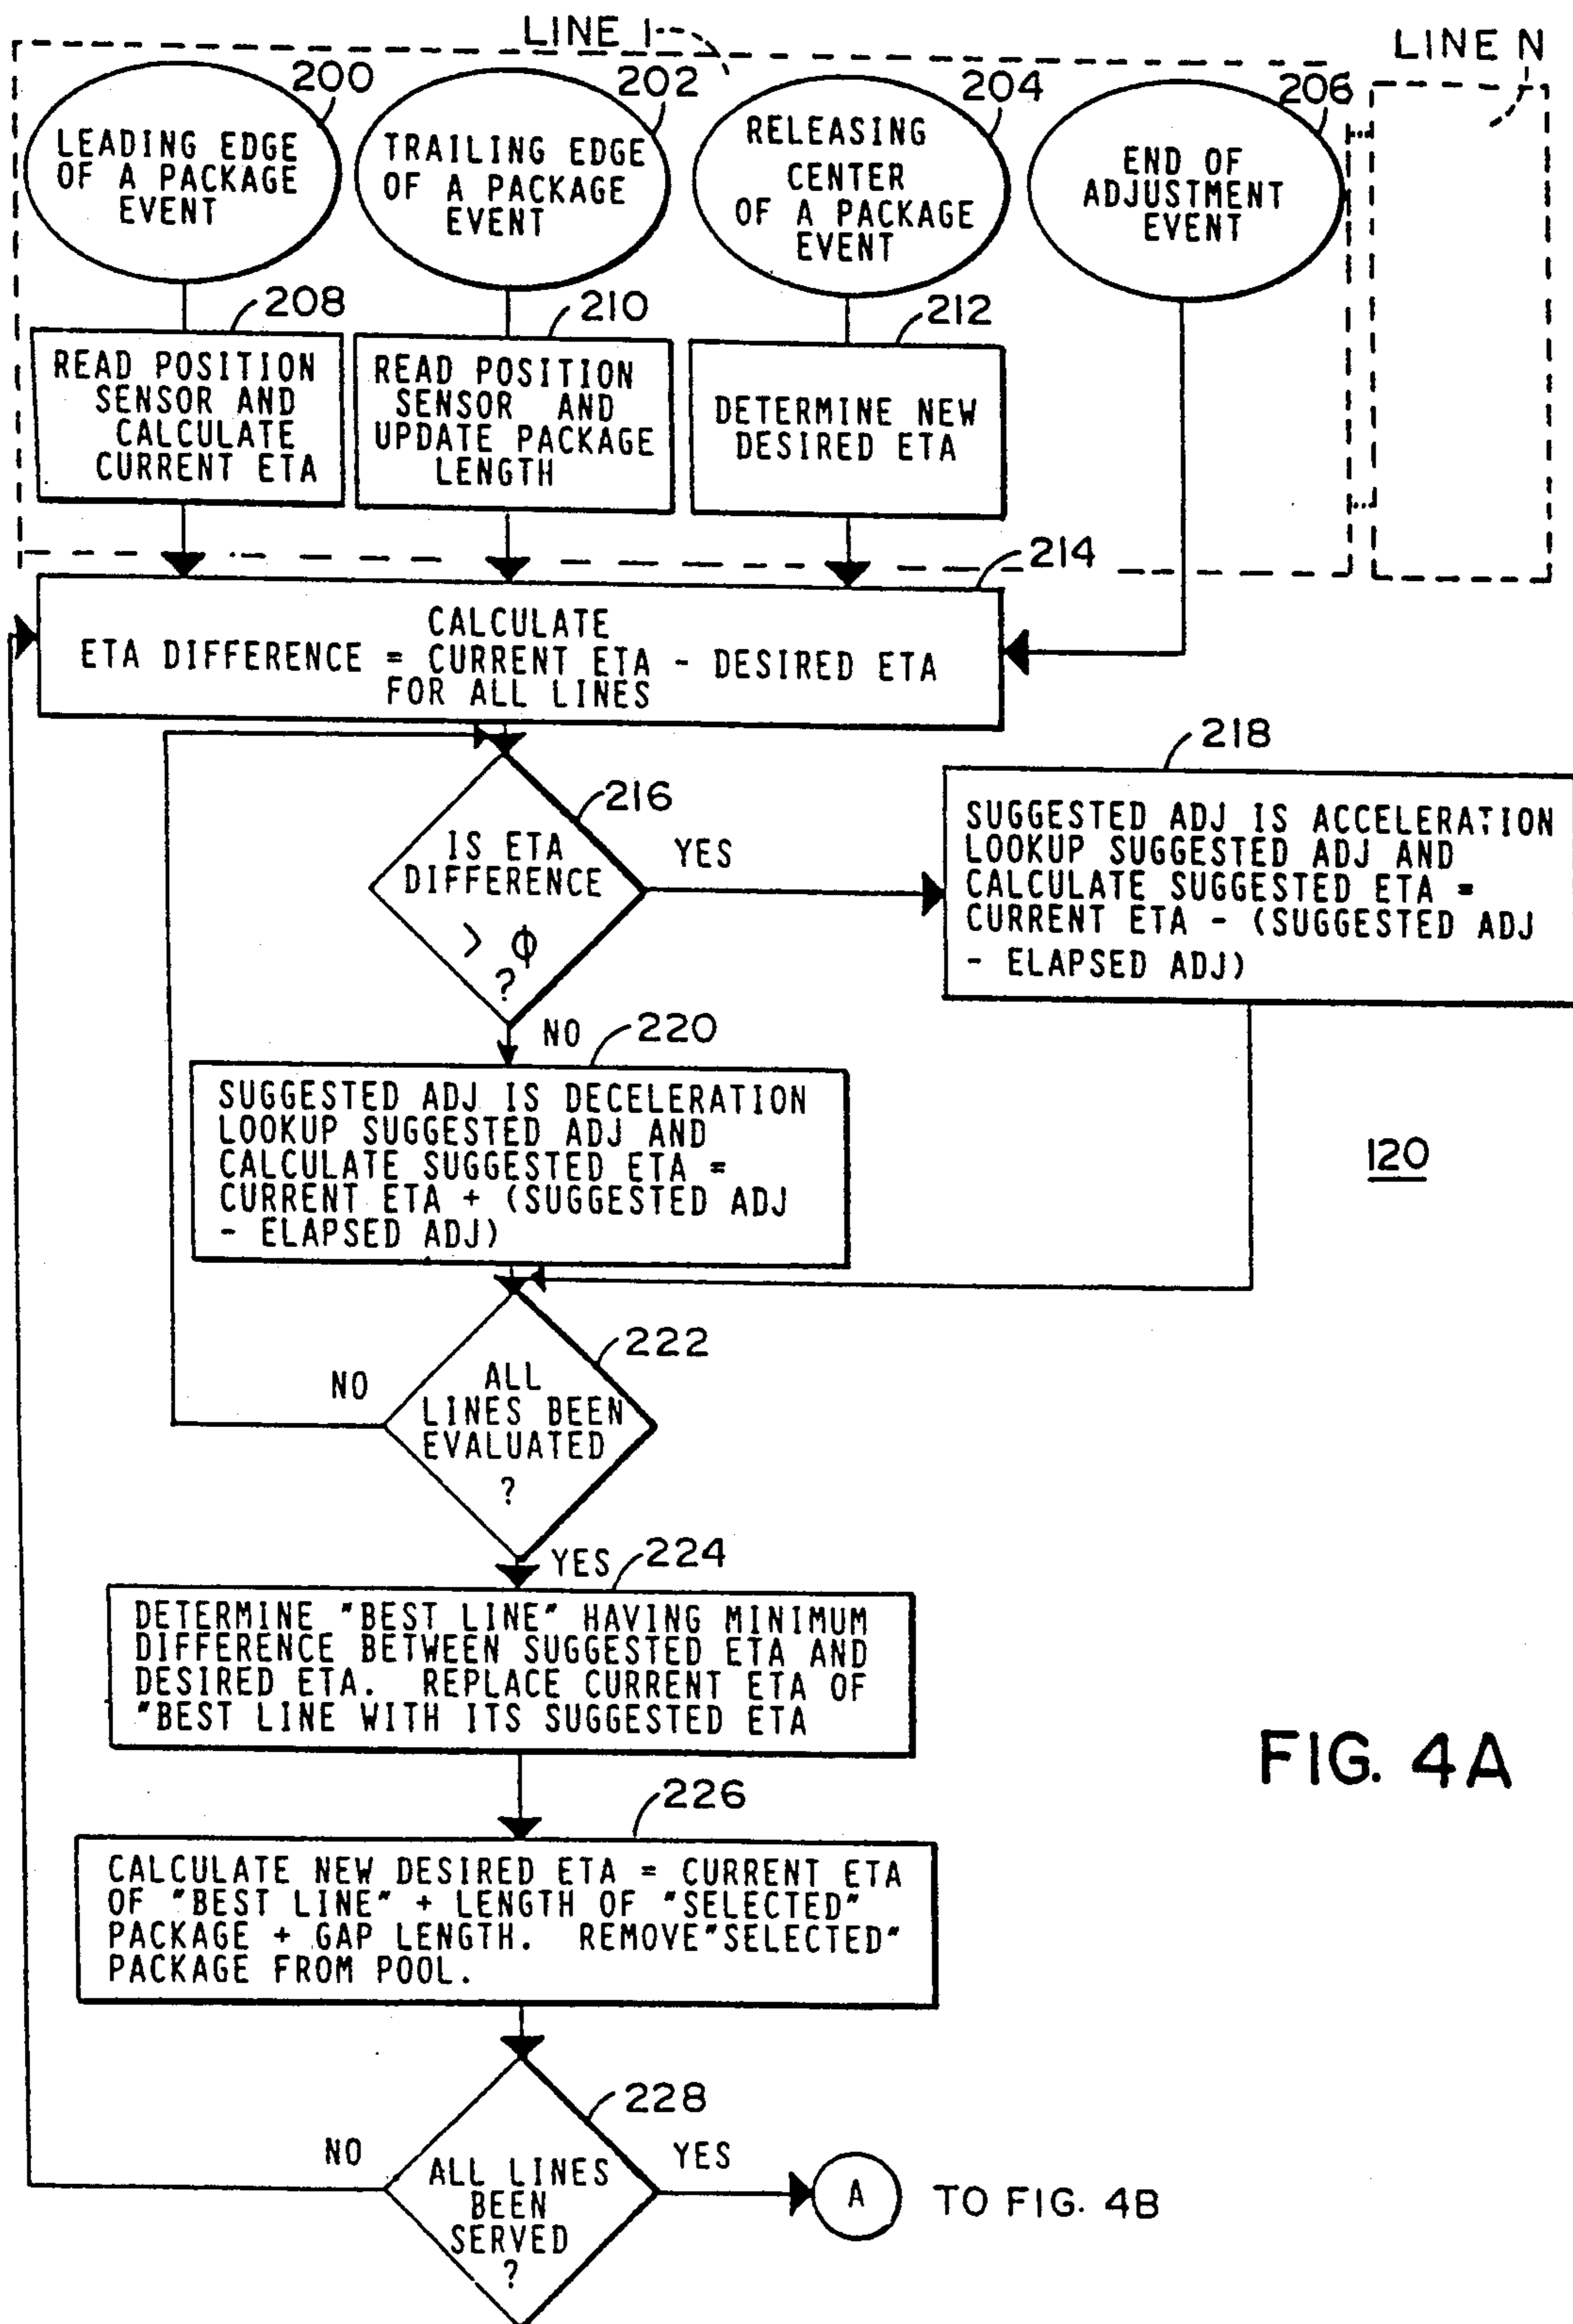 LINE 1
LINE N
200
202
204
206
LEADING EDGE
OF A PACKAGE
EVENT
TRAILING EDGE
OF A PACKAGE
EVENT
RELEASING
CENTER
OF A PACKAGE
EVENT
END OF
ADJUSTMENT
EVENT
208
210
212
READ POSITION
SENSOR AND
CALCULATE
CURRENT ETA
READ POSITION
SENSOR AND
UPDATE PACKAGE
LENGTH
DETERMINE NEW
DESIRED ETA
214
CALCULATE
ETA DIFFERENCE = CURRENT ETA - DESIRED ETA
FOR ALL LINES
216
IS ETA
DIFFERENCE
> ϕ
?
YES
218
SUGGESTED ADJ IS ACCELERATION
LOOKUP SUGGESTED ADJ AND
CALCULATE SUGGESTED ETA =
CURRENT ETA - (SUGGESTED ADJ
- ELAPSED ADJ)
NO
220
SUGGESTED ADJ IS DECELERATION
LOOKUP SUGGESTED ADJ AND
CALCULATE SUGGESTED ETA =
CURRENT ETA + (SUGGESTED ADJ
- ELAPSED ADJ)
120
222
NO
ALL
LINES BEEN
EVALUATED
?
YES
224
DETERMINE "BEST LINE" HAVING MINIMUM
DIFFERENCE BETWEEN SUGGESTED ETA AND
DESIRED ETA. REPLACE CURRENT ETA OF
"BEST LINE WITH ITS SUGGESTED ETA
FIG. 4A
226
CALCULATE NEW DESIRED ETA = CURRENT ETA
OF "BEST LINE" + LENGTH OF "SELECTED"
PACKAGE + GAP LENGTH. REMOVE "SELECTED"
PACKAGE FROM POOL.
228
NO
ALL LINES
BEEN
SERVED
?
YES
A
TO FIG. 4B